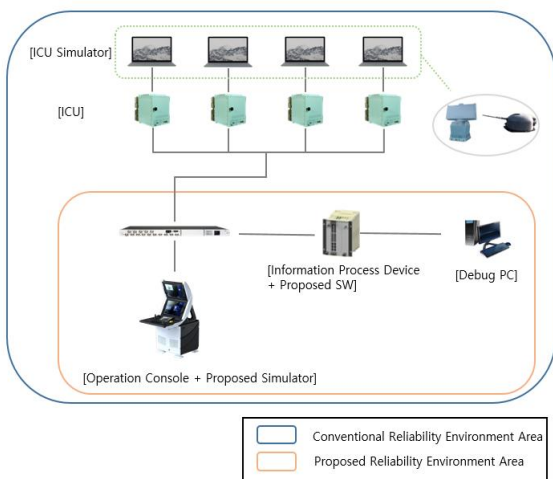 [ICU Simulator]
[ICU]
[Information Process Device
+ Proposed SW]
[Debug PC]
[Operation Console + Proposed Simulator]
Conventional Reliability Environment Area
Proposed Reliability Environment Area